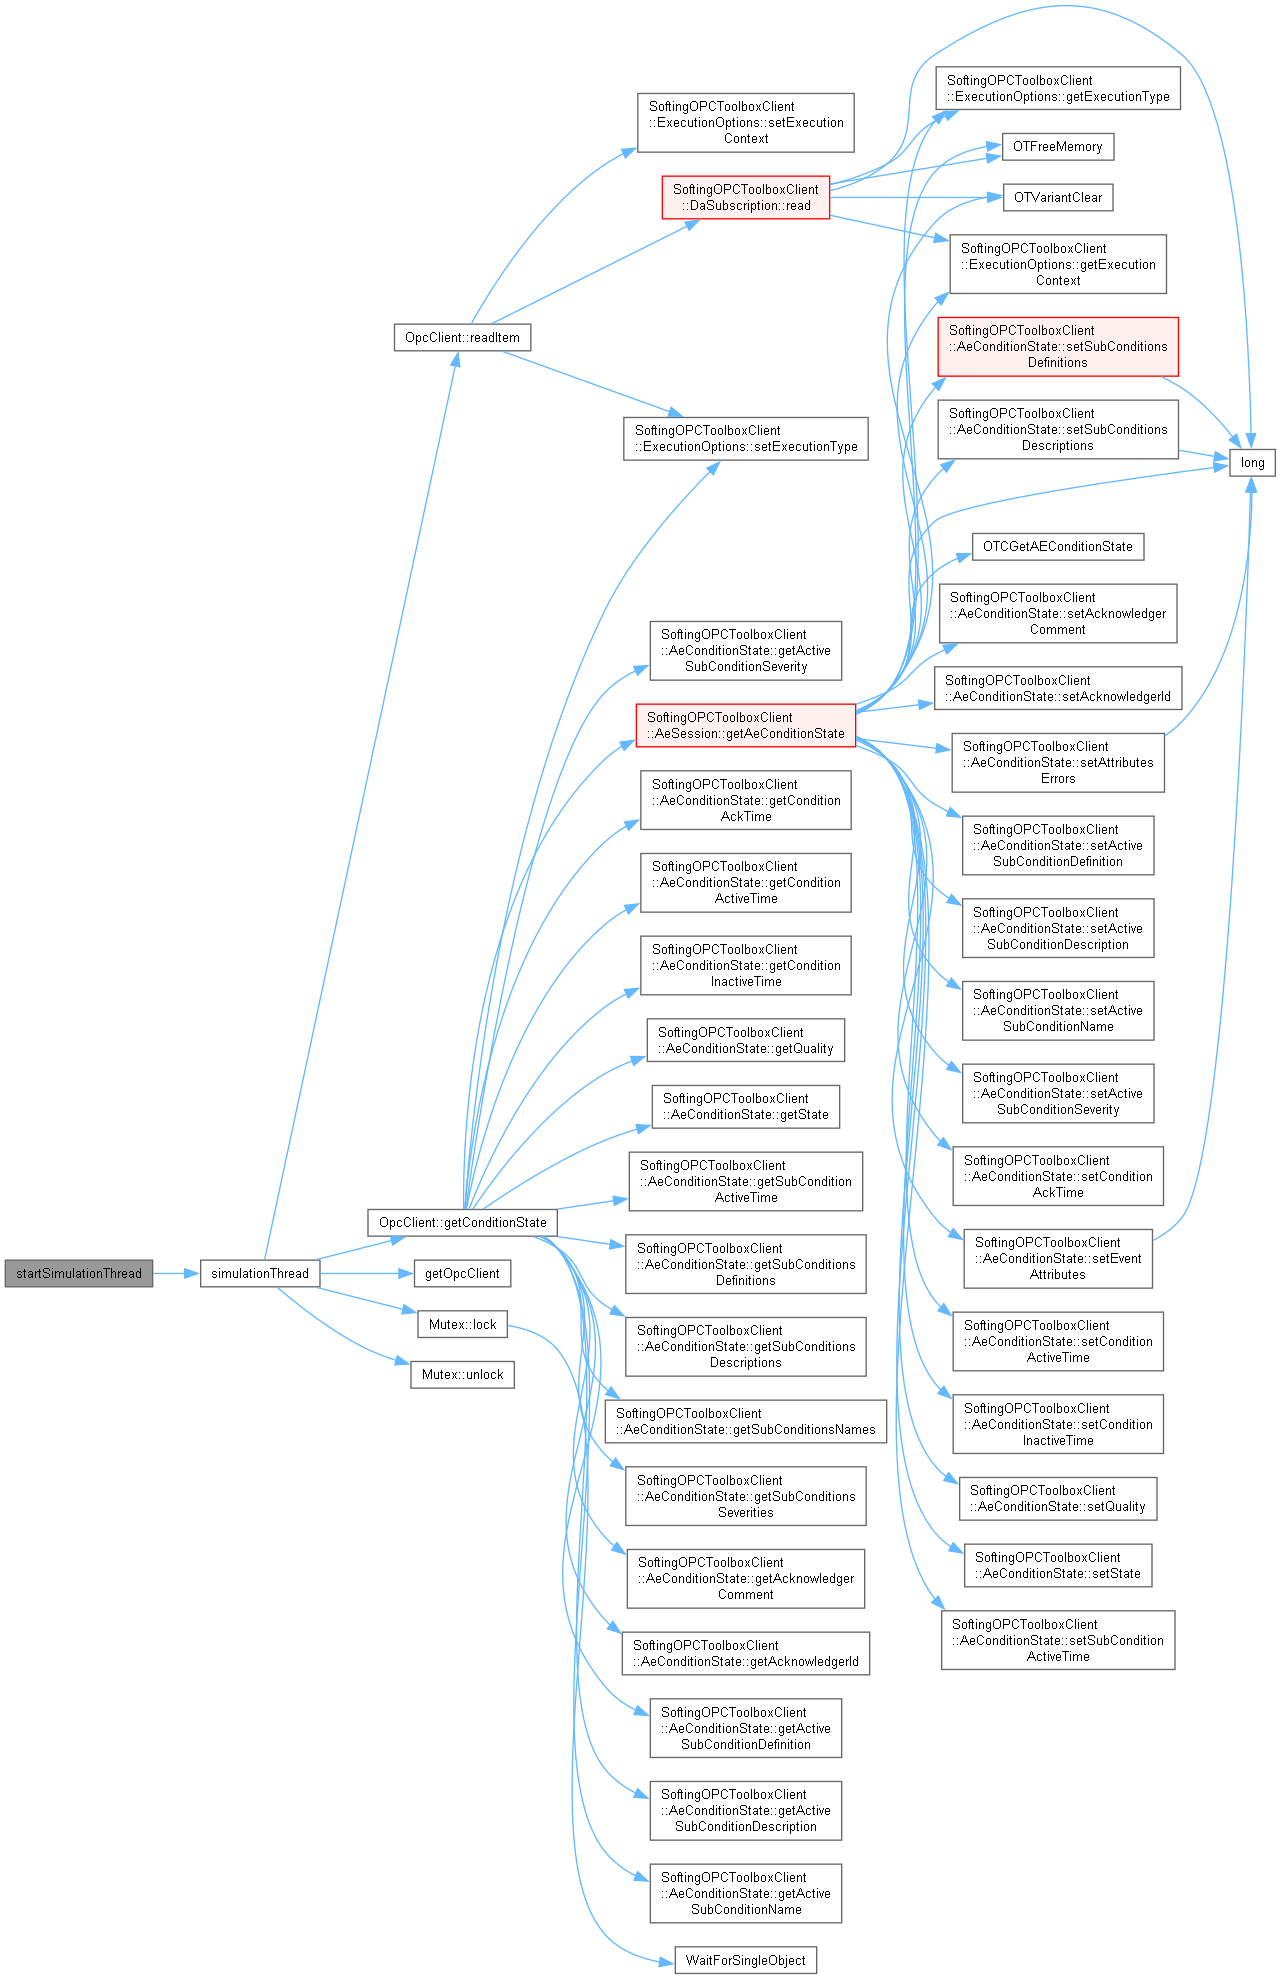 startSimulationThread
simulationThread
OpcClient::readItem
OpcClient::getConditionState
getOpcClient
Mutex::lock
Mutex::unlock
SoftingOPCToolboxClient
::ExecutionOptions::setExecution
Context
SoftingOPCToolboxClient
::DaSubscription::read
SoftingOPCToolboxClient
::ExecutionOptions::setExecutionType
SoftingOPCToolboxClient
::AeConditionState::getActive
SubConditionSeverity
SoftingOPCToolboxClient
::AeSession::getAeConditionState
SoftingOPCToolboxClient
::AeConditionState::getCondition
AckTime
SoftingOPCToolboxClient
::AeConditionState::getCondition
ActiveTime
SoftingOPCToolboxClient
::AeConditionState::getCondition
InactiveTime
SoftingOPCToolboxClient
::AeConditionState::getQuality
SoftingOPCToolboxClient
::AeConditionState::getState
SoftingOPCToolboxClient
::AeConditionState::getSubCondition
ActiveTime
SoftingOPCToolboxClient
::AeConditionState::getSubConditions
Definitions
SoftingOPCToolboxClient
::AeConditionState::getSubConditions
Descriptions
SoftingOPCToolboxClient
::AeConditionState::getSubConditionsNames
SoftingOPCToolboxClient
::AeConditionState::getSubConditions
Severities
SoftingOPCToolboxClient
::AeConditionState::getAcknowledger
Comment
SoftingOPCToolboxClient
::AeConditionState::getAcknowledgerId
SoftingOPCToolboxClient
::AeConditionState::getActive
SubConditionDefinition
SoftingOPCToolboxClient
::AeConditionState::getActive
SubConditionDescription
SoftingOPCToolboxClient
::AeConditionState::getActive
SubConditionName
WaitForSingleObject
SoftingOPCToolboxClient
::ExecutionOptions::getExecutionType
OTFreeMemory
OTVariantClear
SoftingOPCToolboxClient
::ExecutionOptions::getExecution
Context
SoftingOPCToolboxClient
::AeConditionState::setSubConditions
Definitions
SoftingOPCToolboxClient
::AeConditionState::setSubConditions
Descriptions
long
OTCGetAEConditionState
SoftingOPCToolboxClient
::AeConditionState::setAcknowledger
Comment
SoftingOPCToolboxClient
::AeConditionState::setAcknowledgerId
SoftingOPCToolboxClient
::AeConditionState::setAttributes
Errors
SoftingOPCToolboxClient
::AeConditionState::setActive
SubConditionDefinition
SoftingOPCToolboxClient
::AeConditionState::setActive
SubConditionDescription
SoftingOPCToolboxClient
::AeConditionState::setActive
SubConditionName
SoftingOPCToolboxClient
::AeConditionState::setActive
SubConditionSeverity
SoftingOPCToolboxClient
::AeConditionState::setCondition
AckTime
SoftingOPCToolboxClient
::AeConditionState::setEvent
Attributes
SoftingOPCToolboxClient
::AeConditionState::setCondition
ActiveTime
SoftingOPCToolboxClient
::AeConditionState::setCondition
InactiveTime
SoftingOPCToolboxClient
::AeConditionState::setQuality
SoftingOPCToolboxClient
::AeConditionState::setState
SoftingOPCToolboxClient
::AeConditionState::setSubCondition
ActiveTime